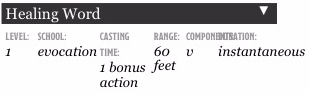 Healing Word ▼
LEVEL: SCHOOL: CASTING TIME: RANGE: COMPONENTS: DURATION:
1 evocation 1 bonus action 60 feet v instantaneous